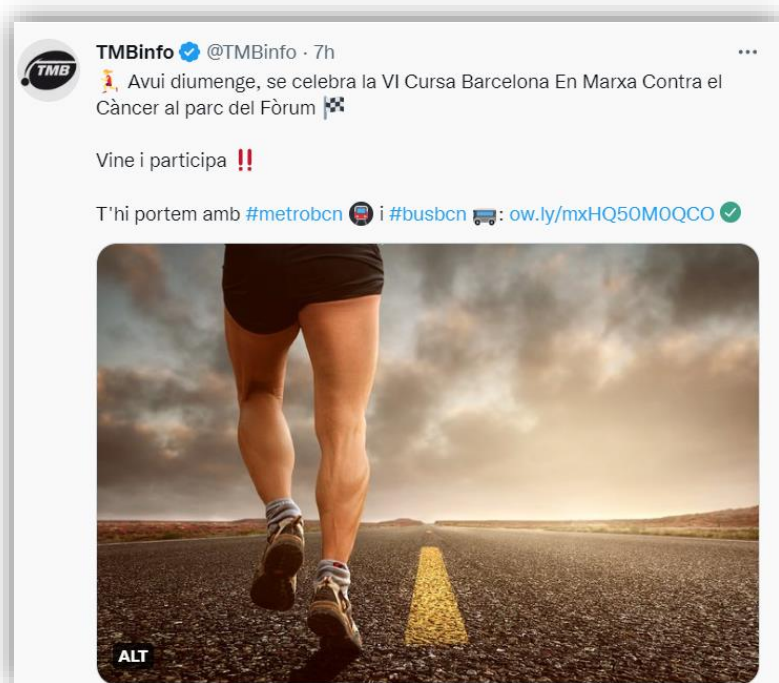 TMB
TMBinfo @TMBinfo · 7h
🏃 Avui diumenge, se celebra la VI Cursa Barcelona En Marxa Contra el
Càncer al parc del Fòrum 🏁
Vine i participa ‼️
T'hi portem amb #metrobcn 🚇 i #busbcn 🚌: ow.ly/mxHQ50M0QCO ✅
ALT